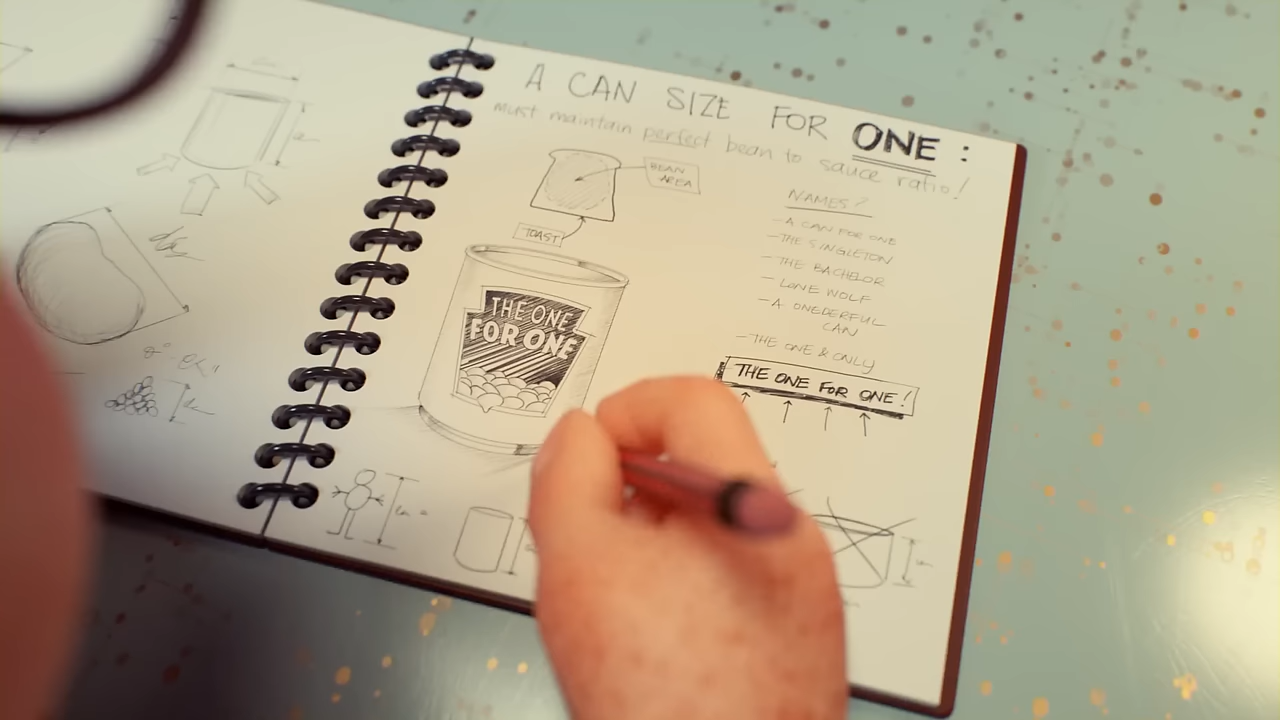 A CAN SIZE FOR ONE:
must maintain perfect bean to sauce ratio!
BEAN AREA
TOAST
THE ONE
FOR ONE
NAMES?
- A CAN FOR ONE
- THE SINGLETON
- THE BACHELOR
- LONE WOLF
- A ONEDERFUL
CAN
- THE ONE & ONLY
THE ONE FOR ONE!